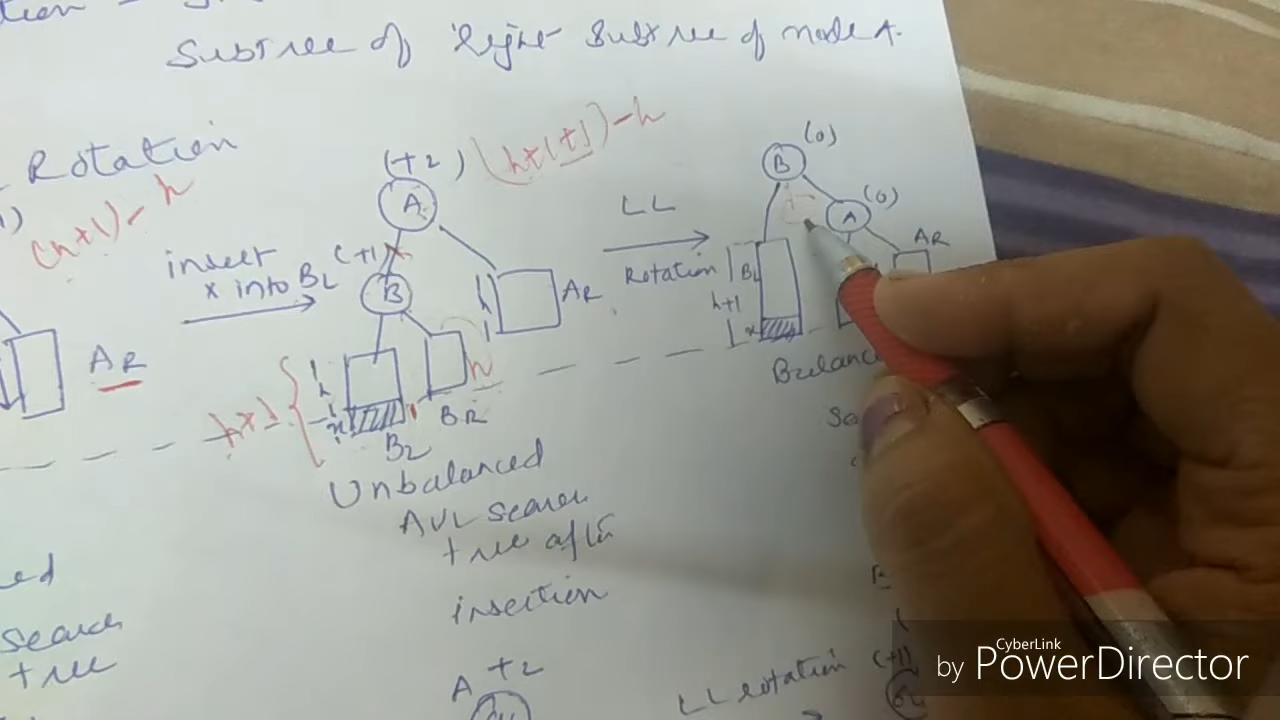 Subtree of right Subtree of node A.
Rotation
(h+1)-h
(+2)
(h+(+1))-h
A
insert
x into BL
(+1)
B
h
AR
h
h+1
h
x
BL
BR
AR
Unbalanced
AVL search
tree after
insertion
LL
Rotation
(0)
B
(0)
A
AR
BL
h+1
x
search
tree
A +2
LL rotation
(+1)
CyberLink
by PowerDirector